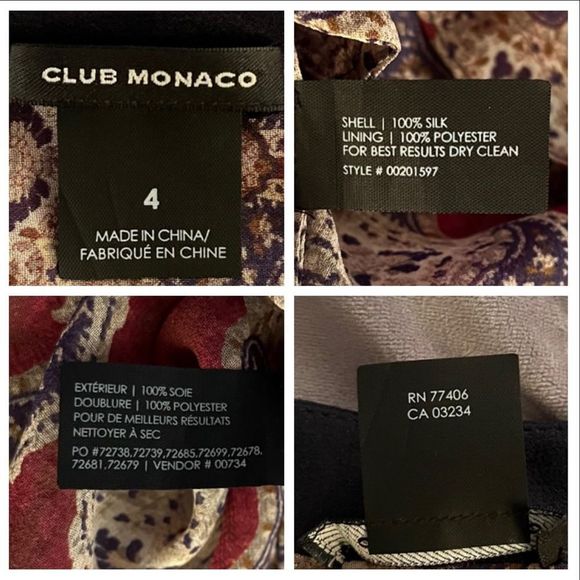 CLUB MONACO
4
MADE IN CHINA/
FABRIQUÉ EN CHINE
SHELL | 100% SILK
LINING | 100% POLYESTER
FOR BEST RESULTS DRY CLEAN
STYLE # 00201597
EXTÉRIEUR | 100% SOIE
DOUBLURE | 100% POLYESTER
POUR DE MEILLEURS RÉSULTATS
NETTOYER À SEC
PO #72738,72739,72685,72699,72678,
72681,72679 | VENDOR # 00734
RN 77406
CA 03234